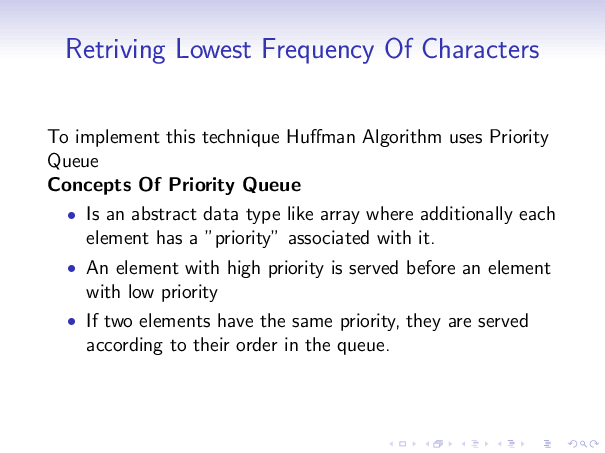 Retriving Lowest Frequency Of Characters
To implement this technique Huffman Algorithm uses Priority
Queue
Concepts Of Priority Queue
• Is an abstract data type like array where additionally each
element has a ”priority” associated with it.
• An element with high priority is served before an element
with low priority
• If two elements have the same priority, they are served
according to their order in the queue.